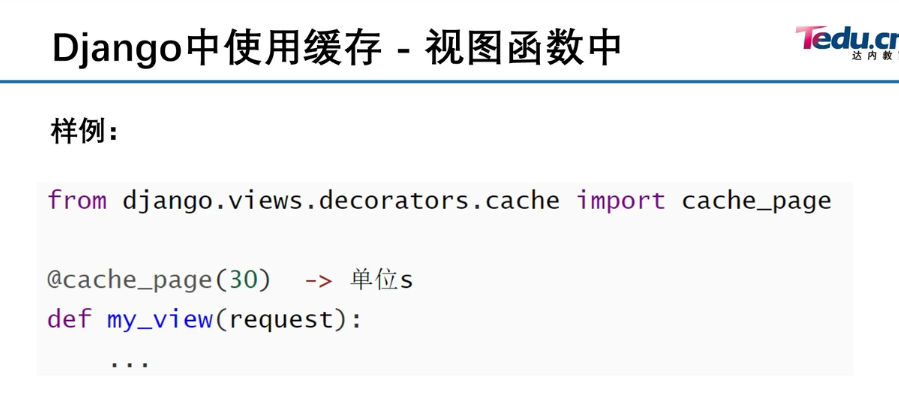 Django中使用缓存 - 视图函数中
Tedu.cn
达内教
样例：
from django.views.decorators.cache import cache_page
@cache_page(30) -> 单位s
def my_view(request):
...